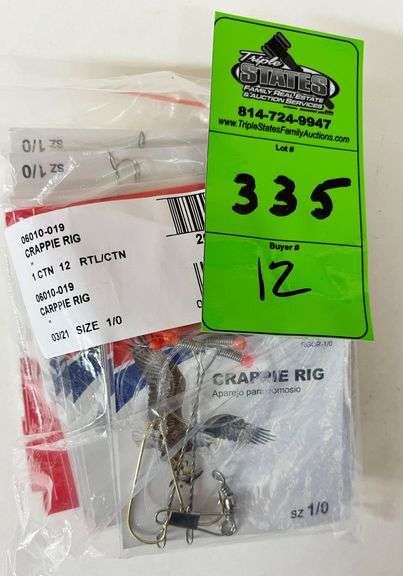 Triple
STATES
FAMILY REAL ESTATE
& AUCTION SERVICES
814-724-9947
www.TripleStatesFamilyAuctions.com
Lot #
335
Buyer #
12
sz 1/0
sz 1/0
06010-019
CRAPPIE RIG
*
1 CTN 12 RTL/CTN
06010-019
CARPPIE RIG
*
03/21 SIZE 1/0
2
0
CRAPPIE RIG
Aparejo para romosio
sz 1/0